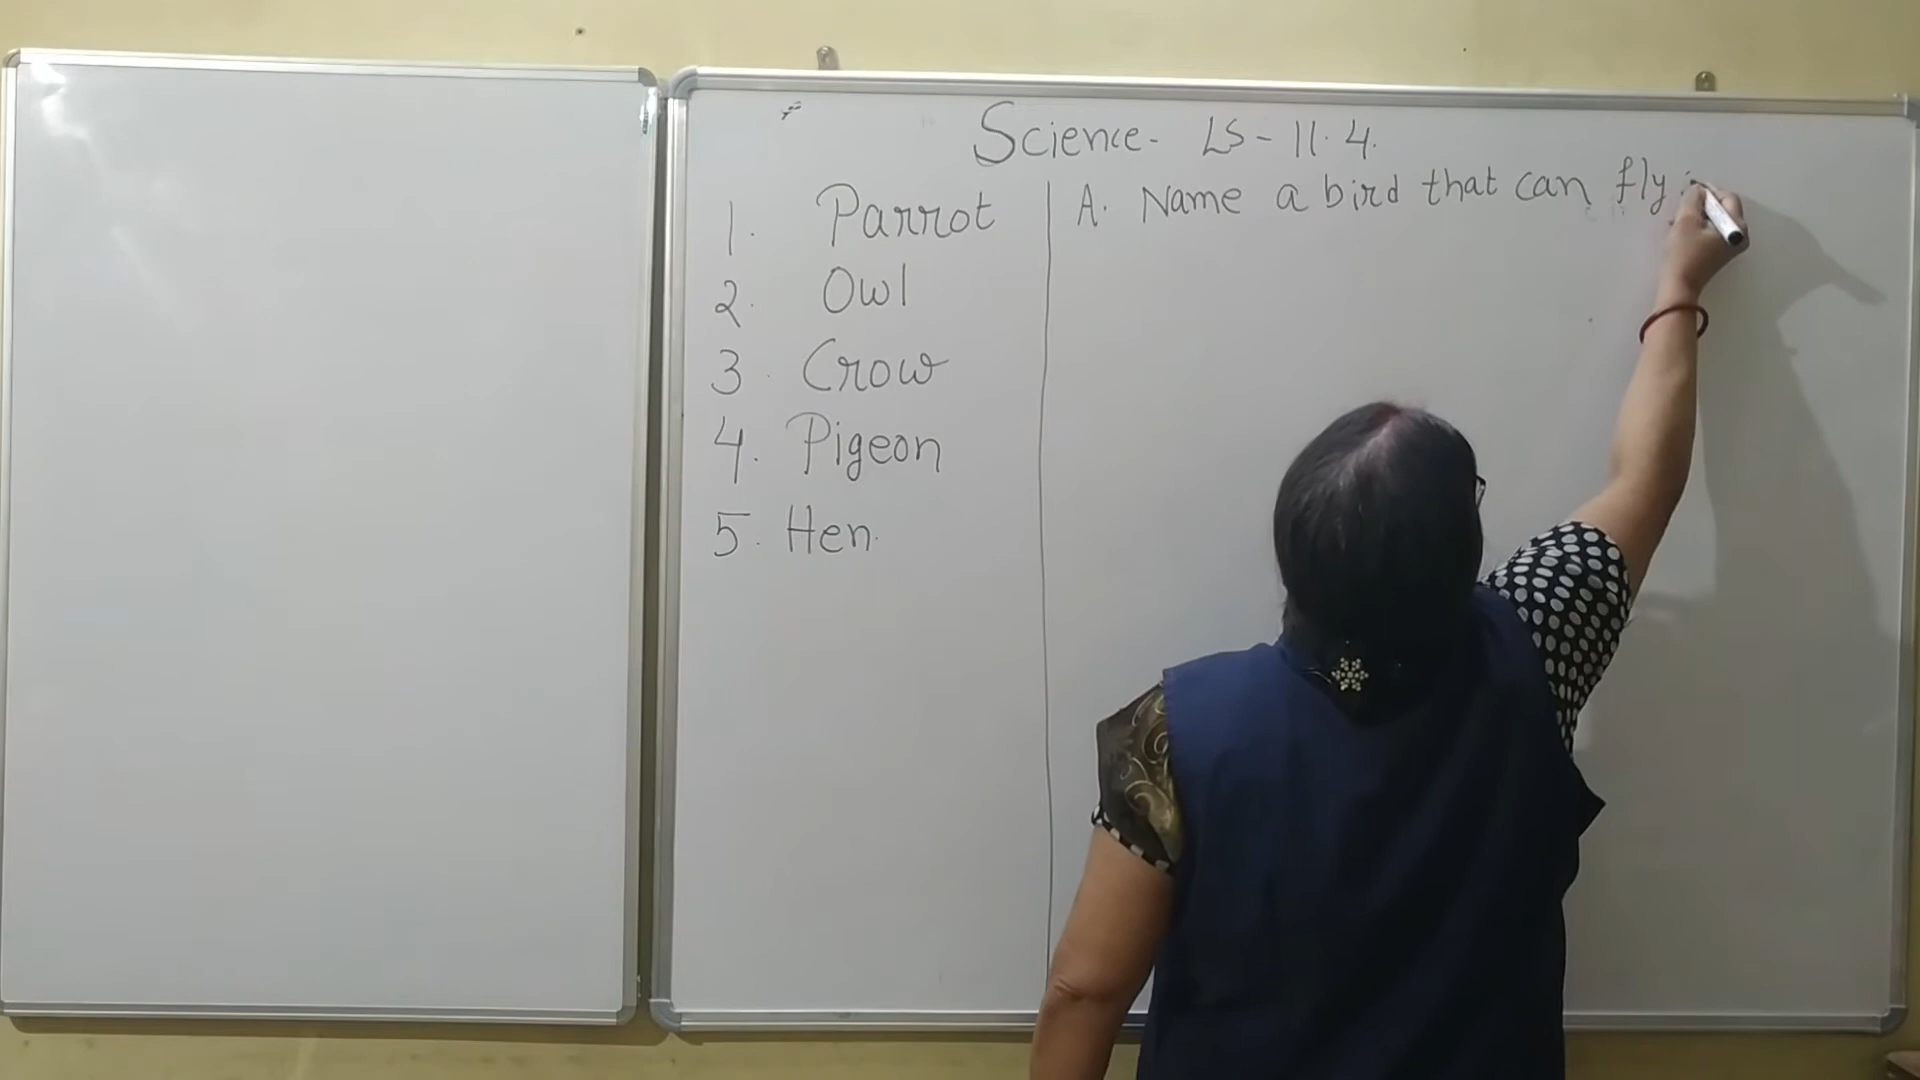 Science- LS-11.4.
1. Parrot
2. Owl
3. Crow
4. Pigeon
5. Hen.
A. Name a bird that can fly